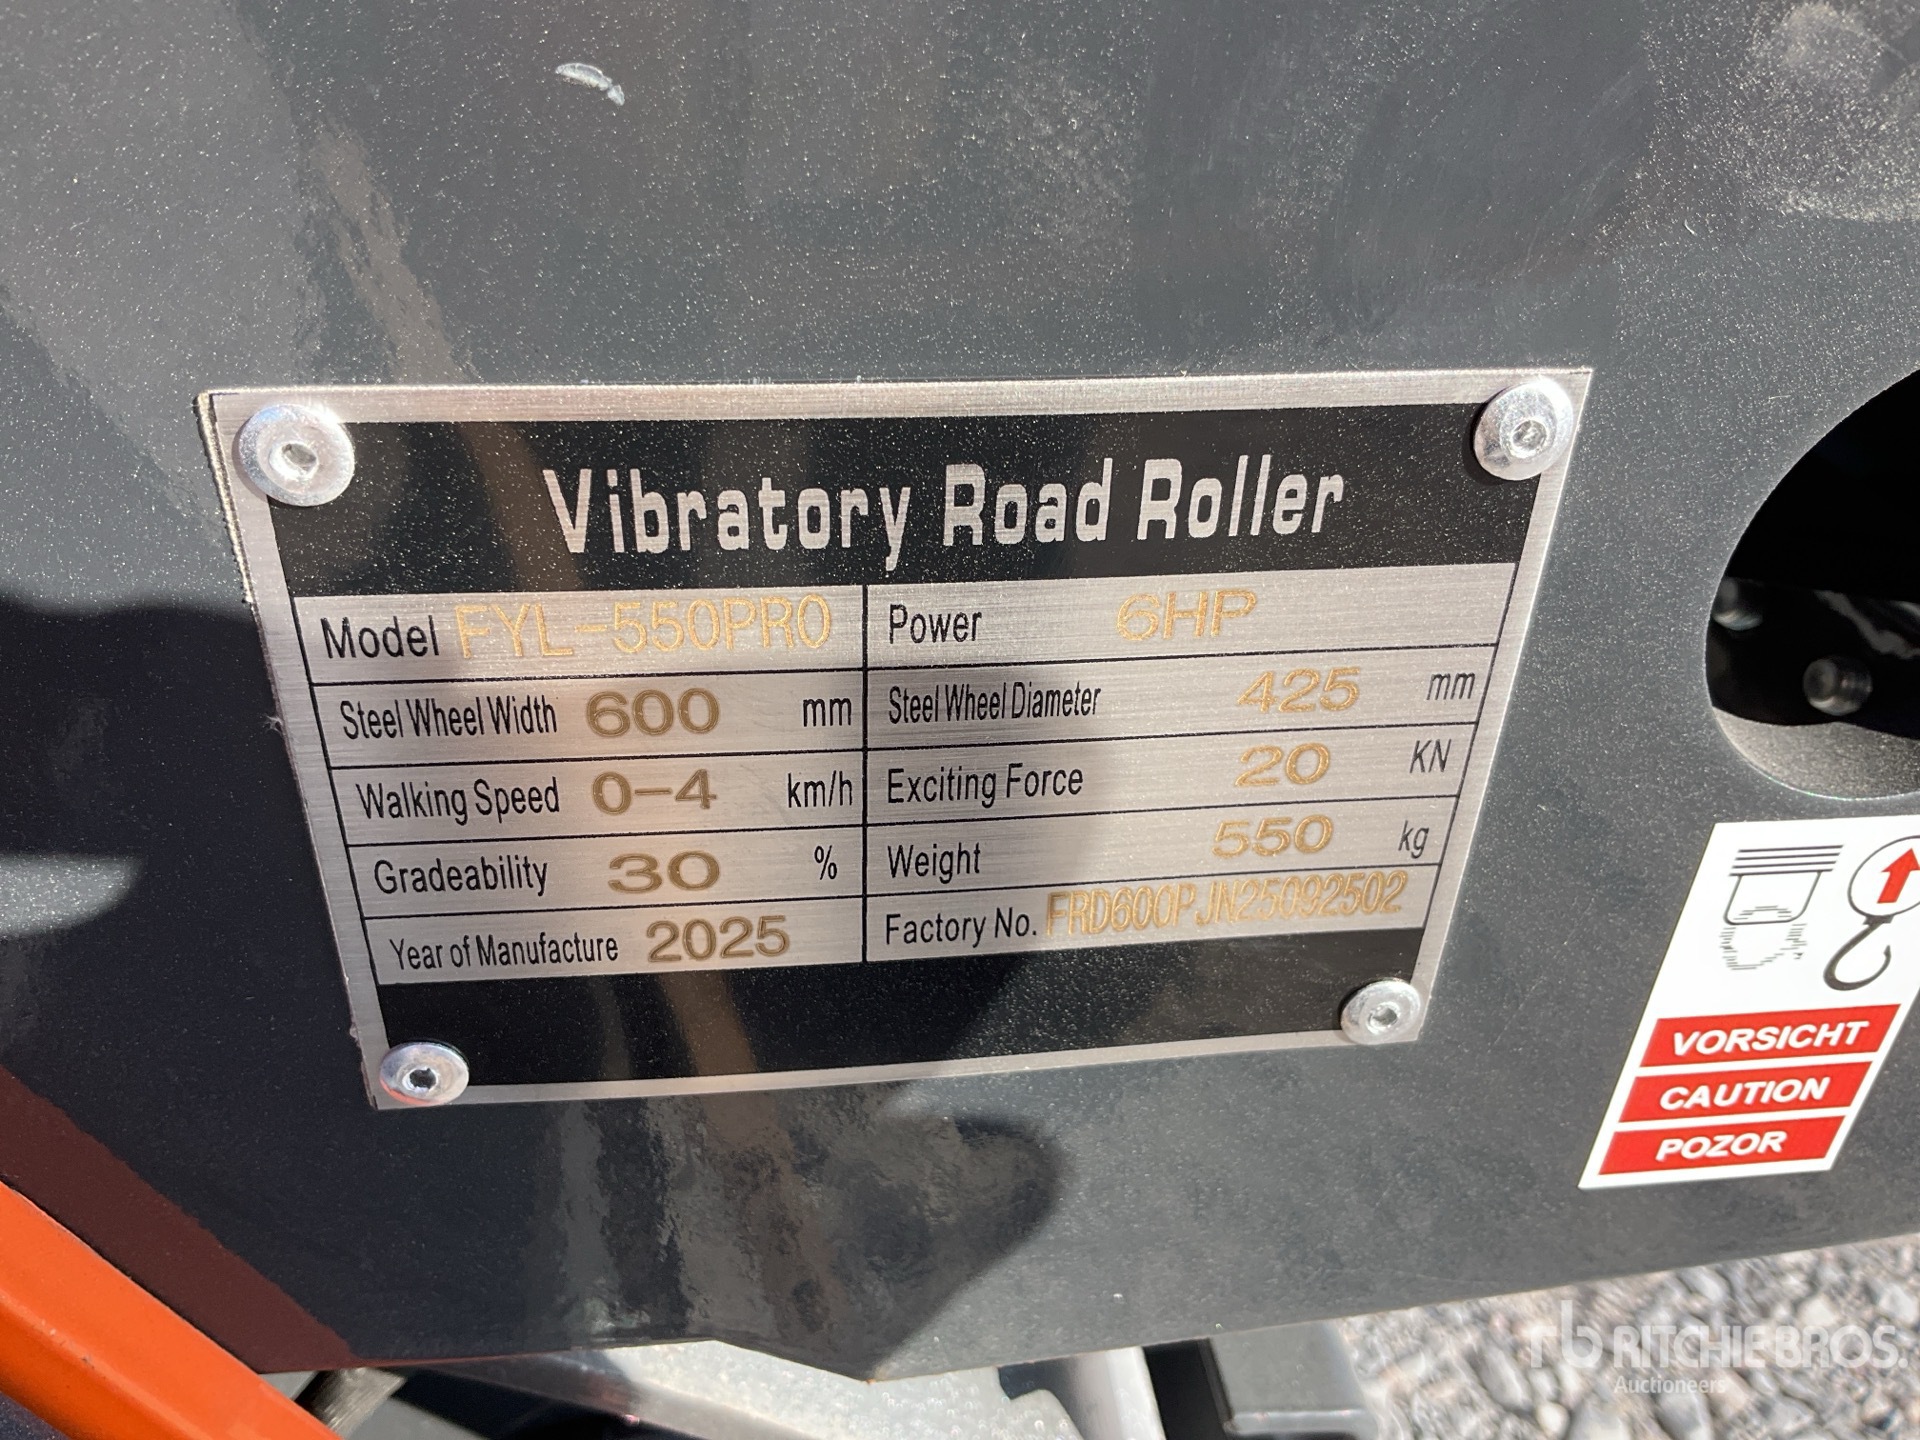 Vibratory Road Roller
Model FYL-550PRO Power 6HP
Steel Wheel Width 600 mm Steel Wheel Diameter 425 mm
Walking Speed 0-4 km/h Exciting Force 20 KN
Gradeability 30 % Weight 550 kg
Year of Manufacture 2025 Factory No. FRD600PJN25092502
VORSICHT
CAUTION
POZOR
rb RITCHIE BROS.
Auctioneers